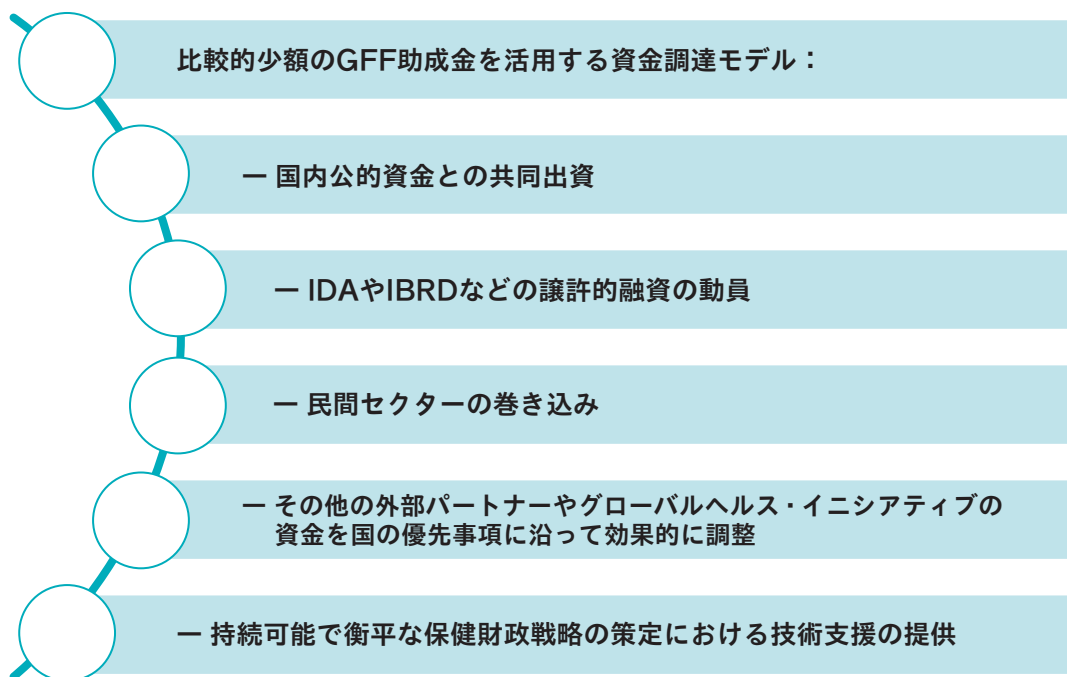 比較的少額のGFF助成金を活用する資金調達モデル：
ー 国内公的資金との共同出資
ー IDAやIBRDなどの譲許的融資の動員
ー 民間セクターの巻き込み
ー その他の外部パートナーやグローバルヘルス・イニシアティブの
資金を国の優先事項に沿って効果的に調整
ー 持続可能で衡平な保健財政戦略の策定における技術支援の提供